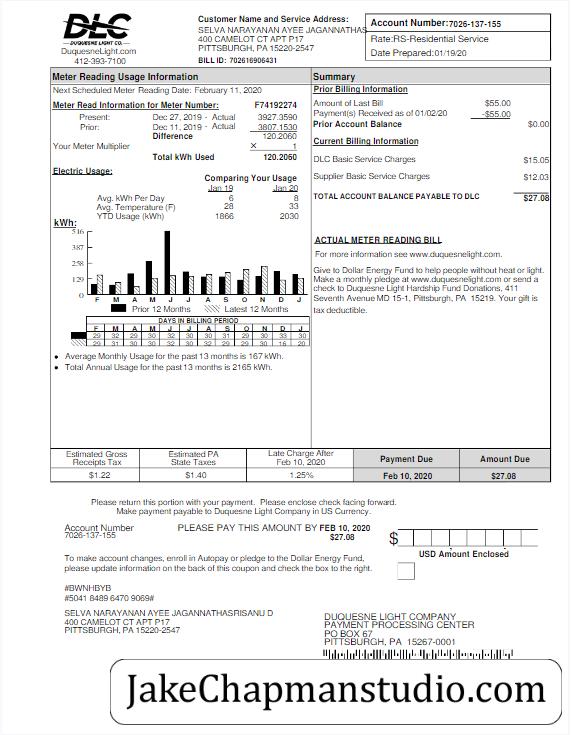 DLC
DUQUESNE LIGHT CO.
DuquesneLight.com
412-393-7100
Customer Name and Service Address:
SELVA NARAYANAN AYEE JAGANNATHAS
400 CAMELOT CT APT P17
PITTSBURGH, PA 15220-2547
BILL ID: 702616906431
Account Number:7026-137-155
Rate:RS-Residential Service
Date Prepared:01/19/20
Meter Reading Usage Information
Next Scheduled Meter Reading Date: February 11, 2020
Meter Read Information for Meter Number: F74192274
Present: Dec 27, 2019 - Actual 3927.3590
Prior: Dec 11, 2019 - Actual 3807.1530
Difference 120.2060
Your Meter Multiplier X 1
Total kWh Used 120.2060
Electric Usage:
Comparing Your Usage
Jan 19 Jan 20
Avg. kWh Per Day 6 8
Avg. Temperature (F) 28 33
YTD Usage (kWh) 1866 2030
kWh:
516
387
258
129
0
F M A M J J A S O N D J
Prior 12 Months Latest 12 Months
DAYS IN BILLING PERIOD
F M A M J J A S O N D J
29 32 29 30 32 30 30 31 29 30 33 30
29 31 30 30 32 30 30 32 30 30 16 20
• Average Monthly Usage for the past 13 months is 167 kWh.
• Total Annual Usage for the past 13 months is 2165 kWh.
Summary
Prior Billing Information
Amount of Last Bill $55.00
Payment(s) Received as of 01/02/20 -$55.00
Prior Account Balance $0.00
Current Billing Information
DLC Basic Service Charges $15.05
Supplier Basic Service Charges $12.03
TOTAL ACCOUNT BALANCE PAYABLE TO DLC $27.08
ACTUAL METER READING BILL
For more information see www.duquesnelight.com.
Give to Dollar Energy Fund to help people without heat or light.
Make a monthly pledge at www.duquesnelight.com or send a
check to Duquesne Light Hardship Fund Donations, 411
Seventh Avenue MD 15-1, Pittsburgh, PA 15219. Your gift is
tax deductible.
Estimated Gross Receipts Tax
$1.22
Estimated PA State Taxes
$1.40
Late Charge After Feb 10, 2020
1.25%
Payment Due
Feb 10, 2020
Amount Due
$27.08
Please return this portion with your payment. Please enclose check facing forward.
Make payment payable to Duquesne Light Company in US Currency.
Account Number
7026-137-155
PLEASE PAY THIS AMOUNT BY FEB 10, 2020
$27.08
$
USD Amount Enclosed
To make account changes, enroll in Autopay or pledge to the Dollar Energy Fund,
please update information on the back of this coupon and check the box to the right.
#BWNHBYB
#5041 8489 6470 9069#
SELVA NARAYANAN AYEE JAGANNATHASRISANU D
400 CAMELOT CT APT P17
PITTSBURGH, PA 15220-2547
DUQUESNE LIGHT COMPANY
PAYMENT PROCESSING CENTER
PO BOX 67
PITTSBURGH, PA 15267-0001
JakeChapmanstudio.com